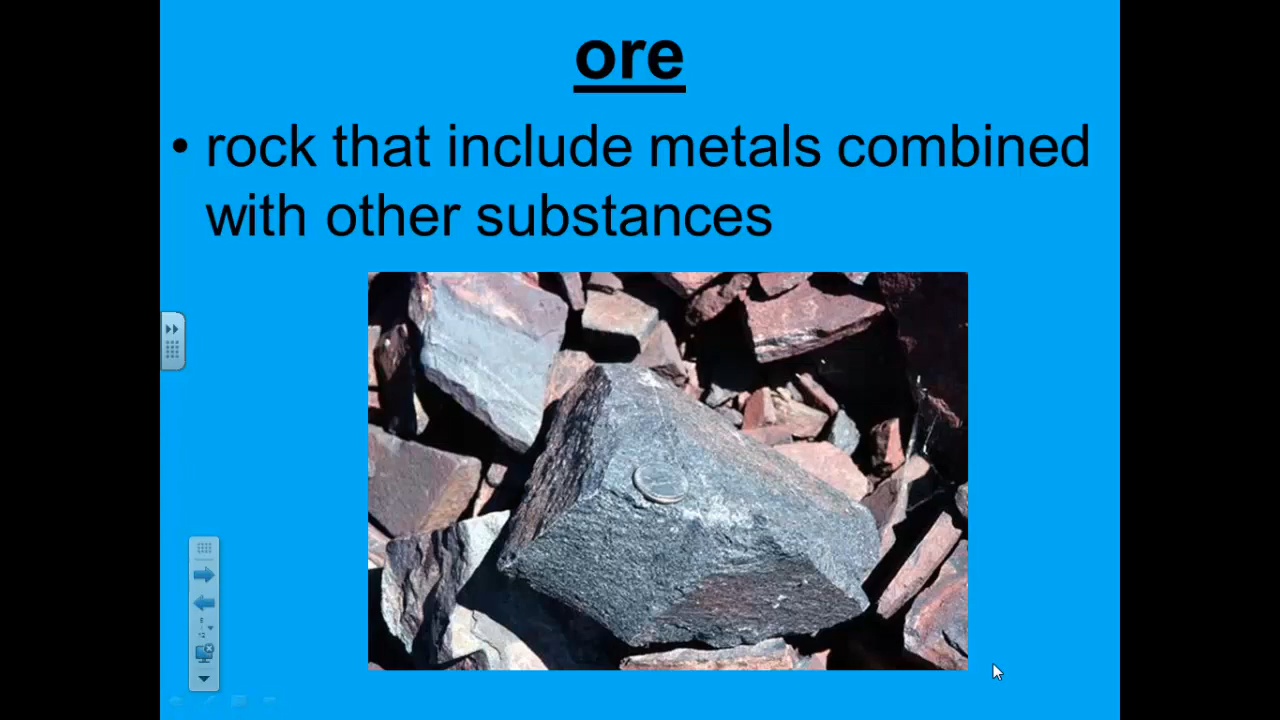 ore
• rock that include metals combined
with other substances